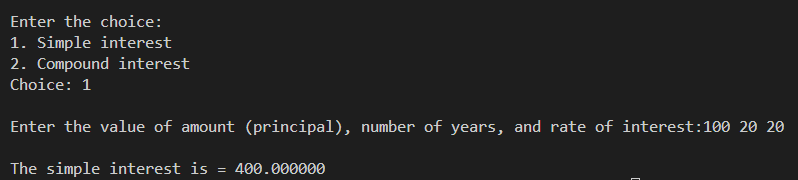 Enter the choice:
1. Simple interest
2. Compound interest
Choice: 1
Enter the value of amount (principal), number of years, and rate of interest:100 20 20
The simple interest is = 400.000000